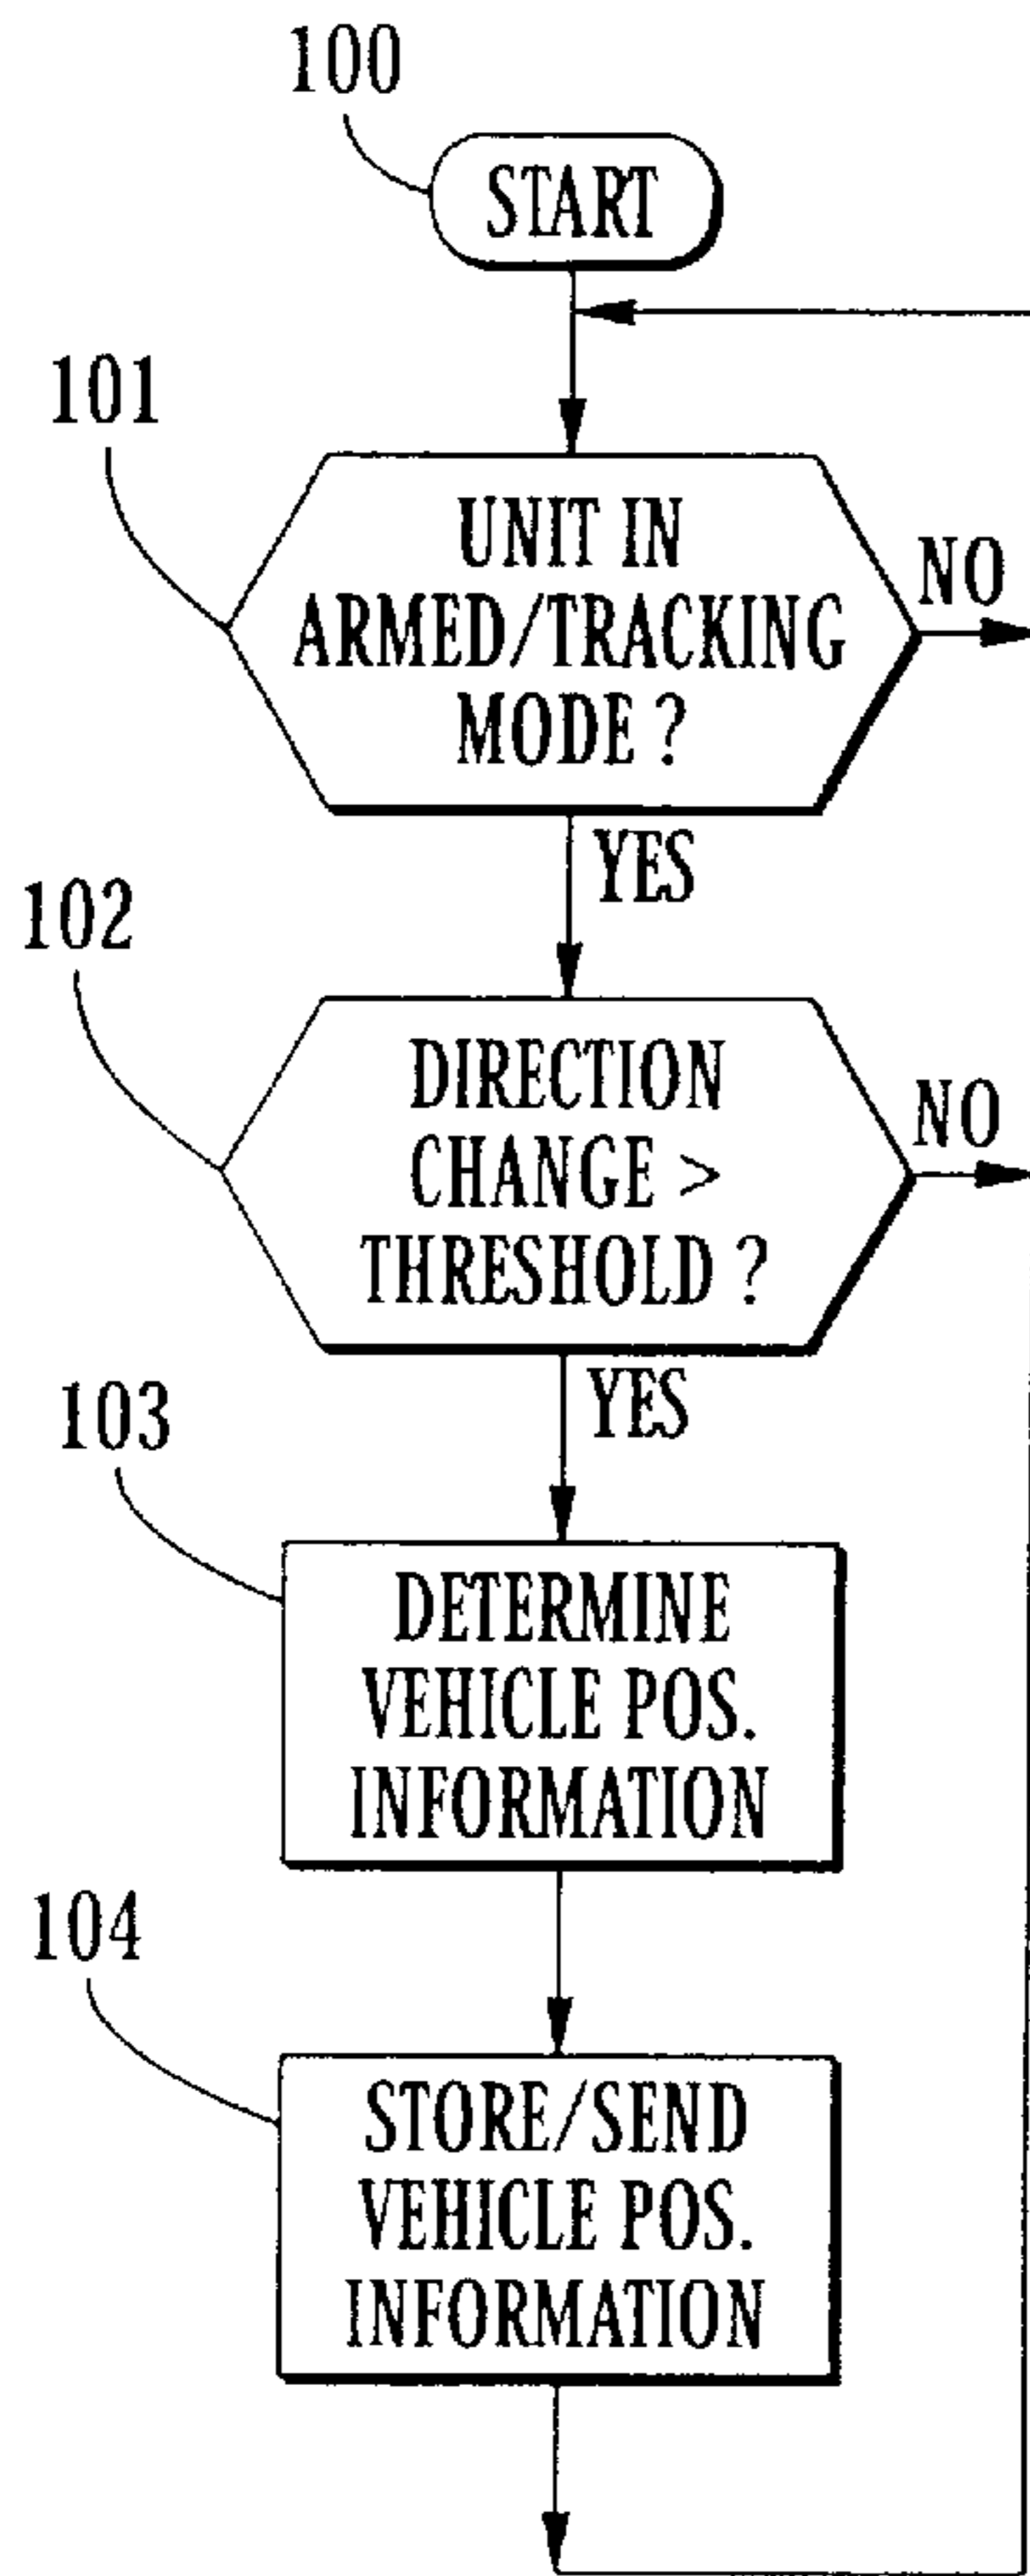 100
START
101
UNIT IN
ARMED/TRACKING
MODE ?
NO
YES
102
DIRECTION
CHANGE >
THRESHOLD ?
NO
YES
103
DETERMINE
VEHICLE POS.
INFORMATION
104
STORE/SEND
VEHICLE POS.
INFORMATION